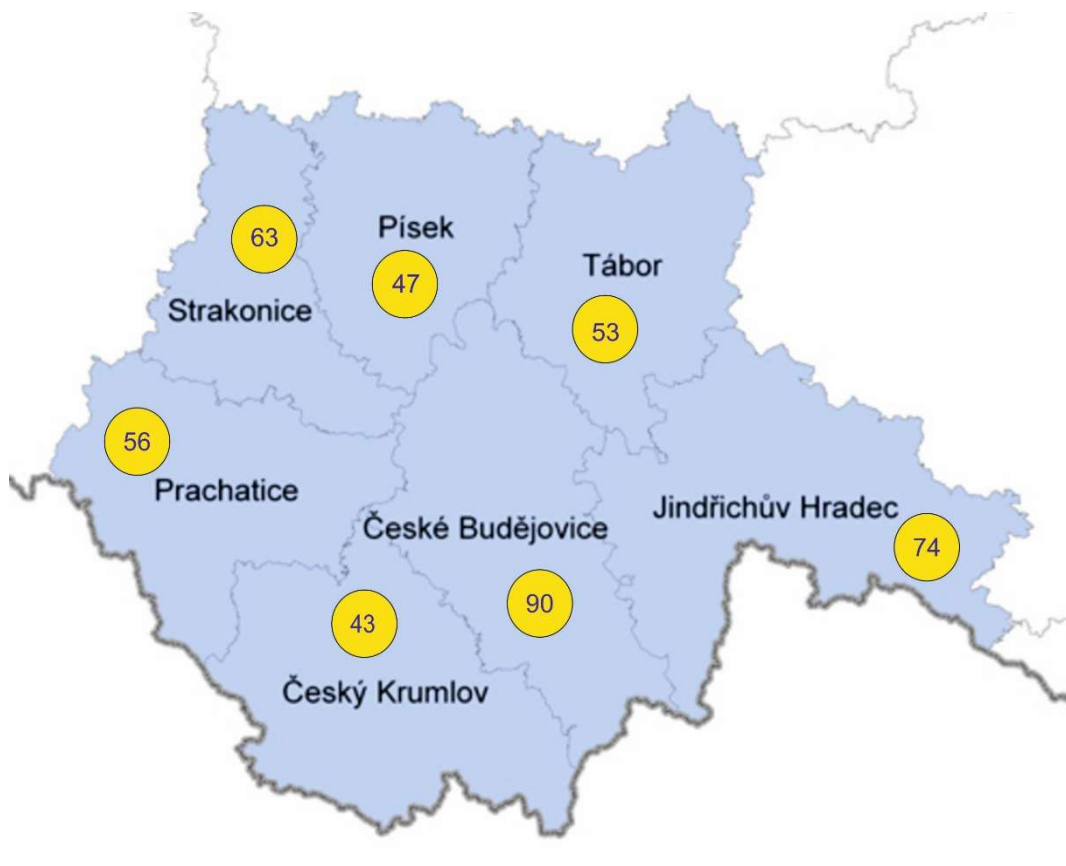 Písek
47
63
Strakonice
Tábor
53
56
Prachatice
České Budějovice
90
Jindřichův Hradec
74
43
Český Krumlov